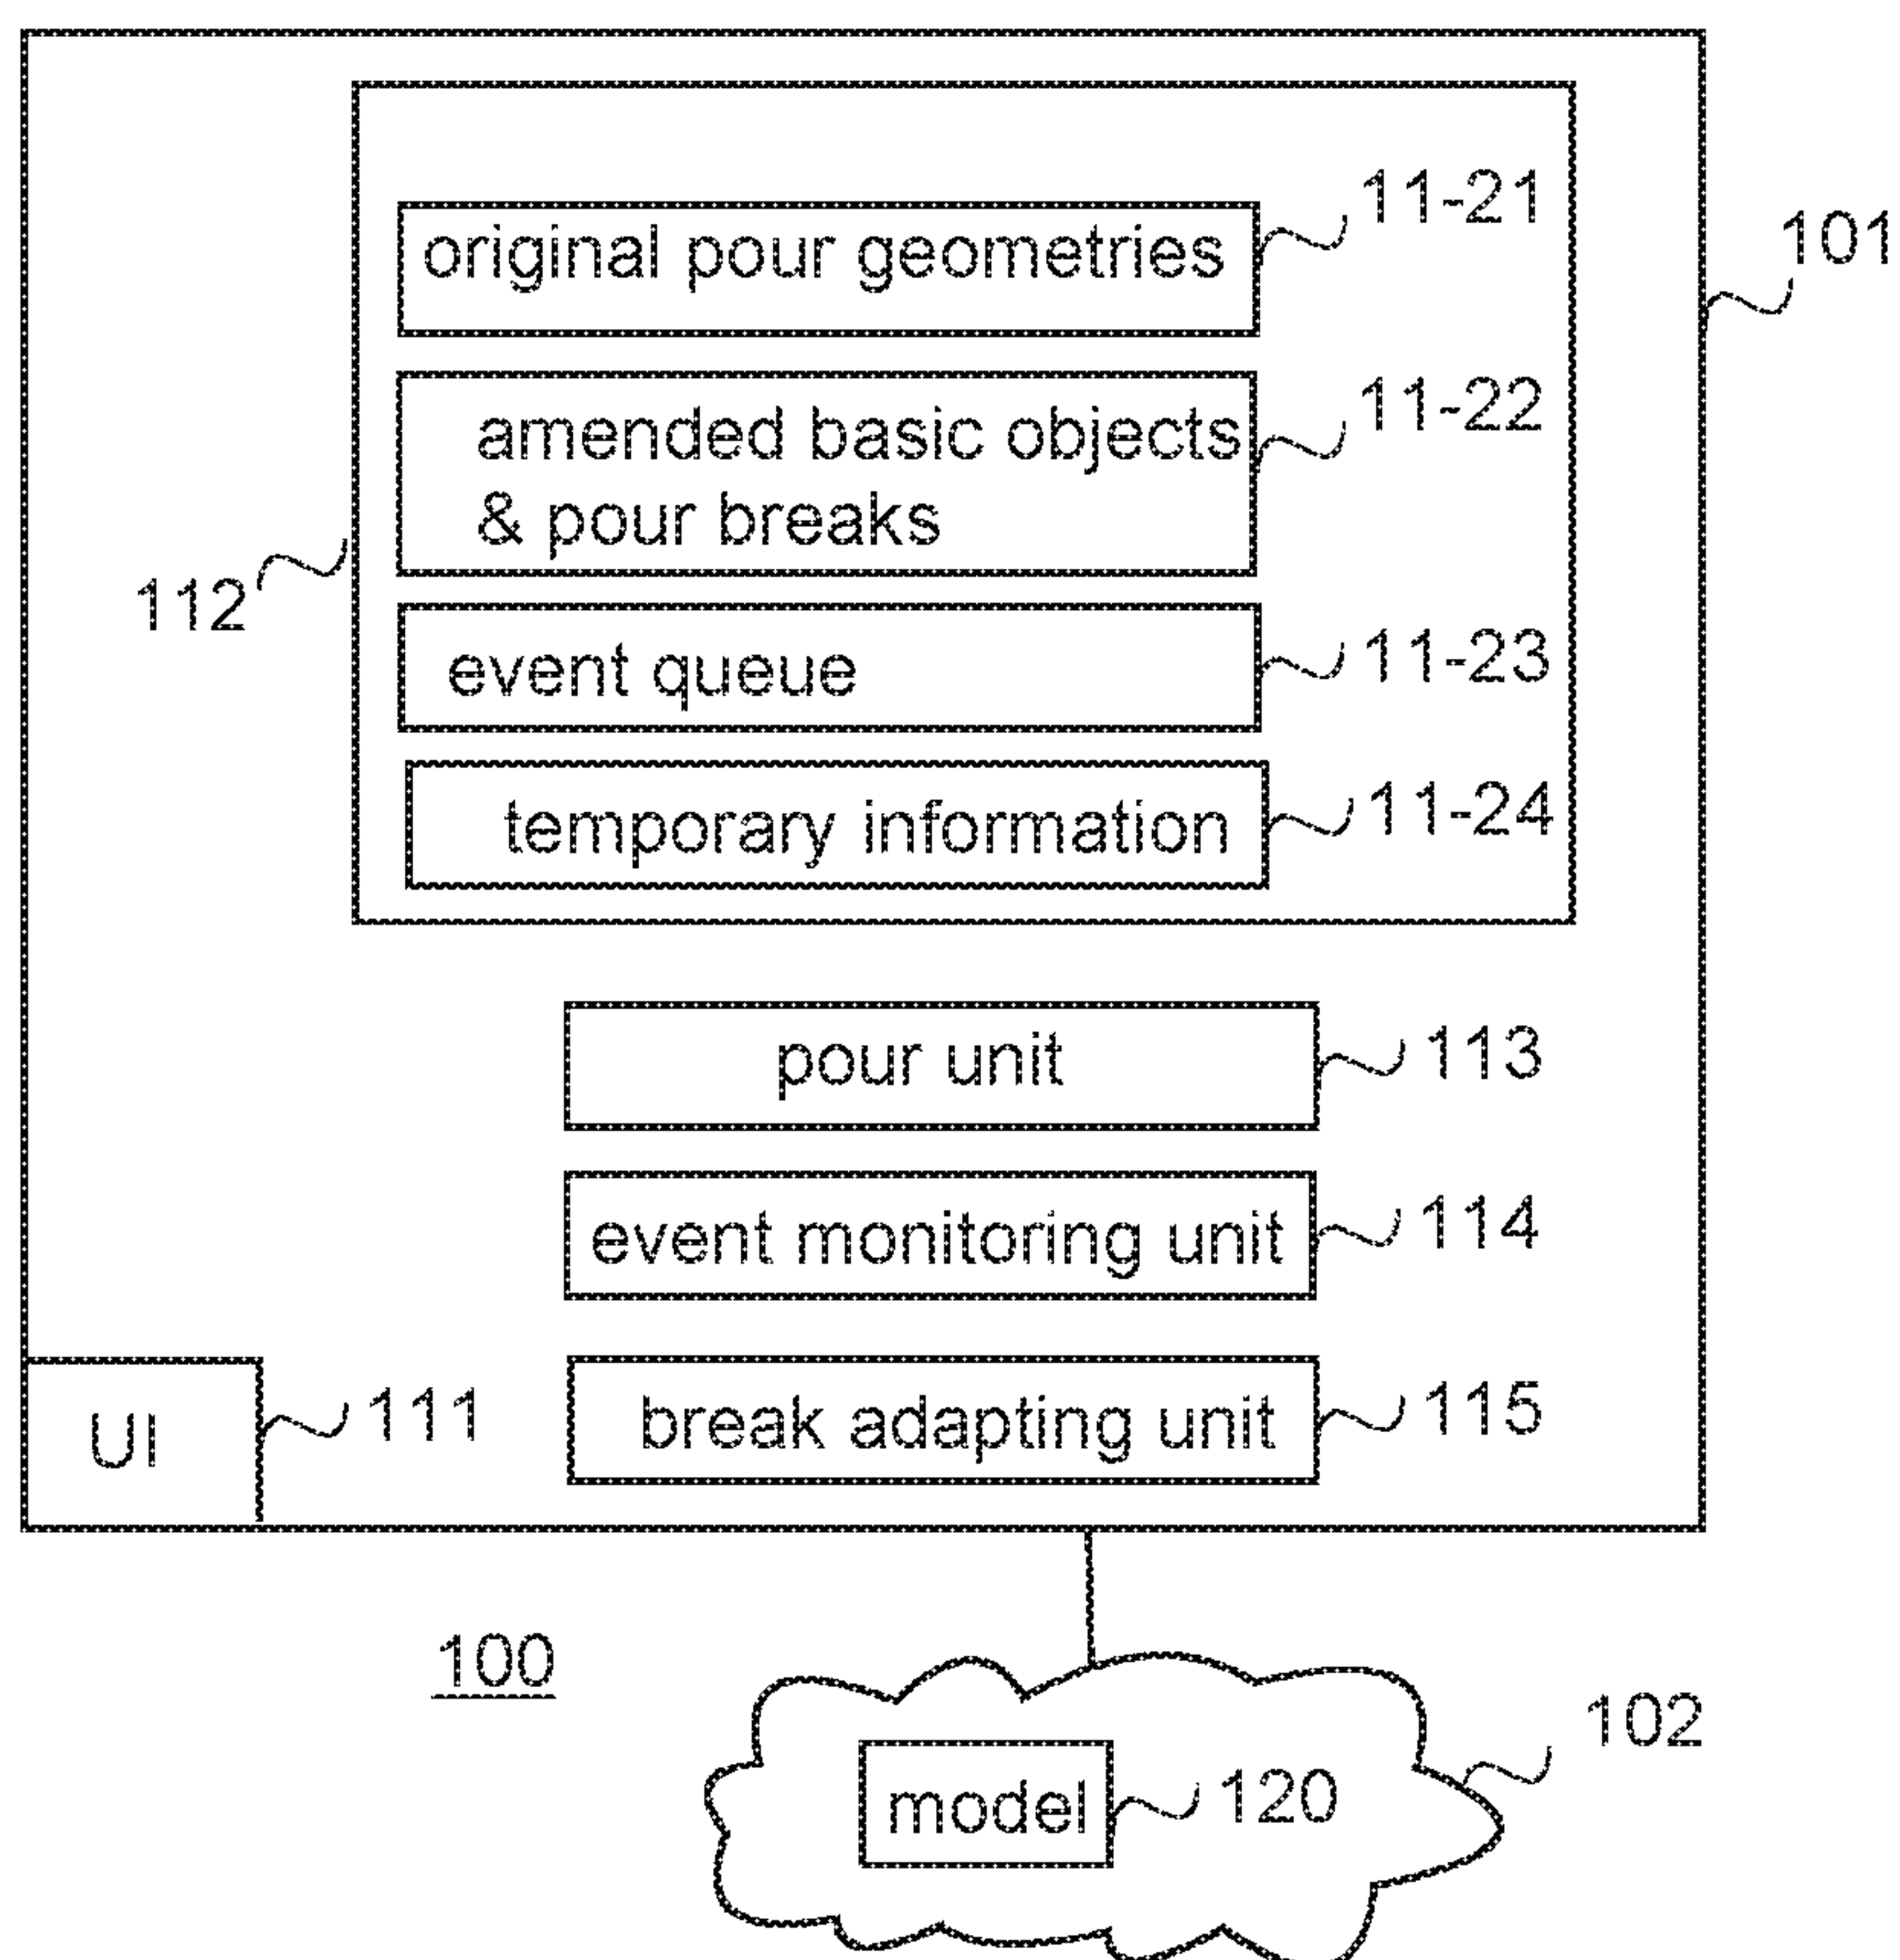 original pour geometries
11-21
101
amended basic objects
& pour breaks
11-22
112
event queue
11-23
temporary information
11-24
pour unit
113
event monitoring unit
114
UI
111
break adapting unit
115
100
102
model
120